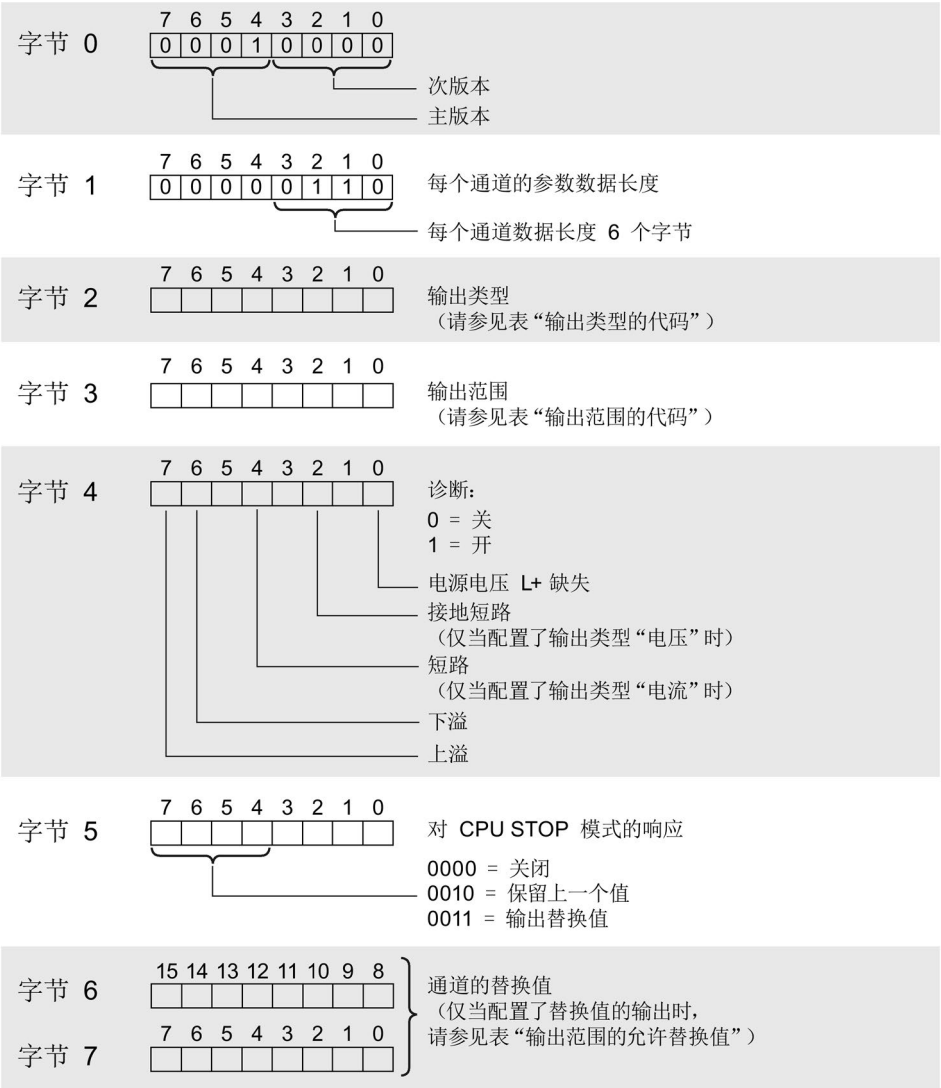 7 6 5 4 3 2 1 0
字节 0
0 0 0 1 0 0 0 0
次版本
主版本
7 6 5 4 3 2 1 0
字节 1
0 0 0 0 0 1 1 0
每个通道的参数数据长度
每个通道数据长度 6 个字节
7 6 5 4 3 2 1 0
字节 2
输出类型
（请参见表“输出类型的代码”）
7 6 5 4 3 2 1 0
字节 3
输出范围
（请参见表“输出范围的代码”）
7 6 5 4 3 2 1 0
字节 4
诊断：
0 = 关
1 = 开
电源电压 L+ 缺失
接地短路
（仅当配置了输出类型“电压”时）
短路
（仅当配置了输出类型“电流”时）
下溢
上溢
7 6 5 4 3 2 1 0
字节 5
对 CPU STOP 模式的响应
0000 = 关闭
0010 = 保留上一个值
0011 = 输出替换值
15 14 13 12 11 10 9 8
字节 6
通道的替换值
（仅当配置了替换值的输出时，
请参见表“输出范围的允许替换值”）
7 6 5 4 3 2 1 0
字节 7